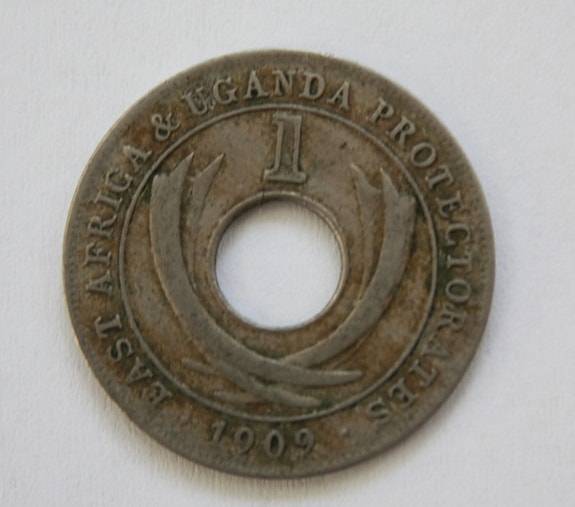 EAST AFRICA & UGANDA PROTECTORATES
1
· 1909 ·